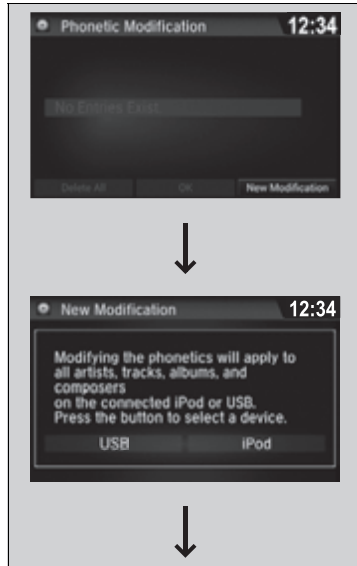 Phonetic Modification 12:34
No Entries Exist.
Delete All OK New Modification
New Modification 12:34
Modifying the phonetics will apply to
all artists, tracks, albums, and
composers
on the connected iPod or USB.
Press the button to select a device.
USB iPod